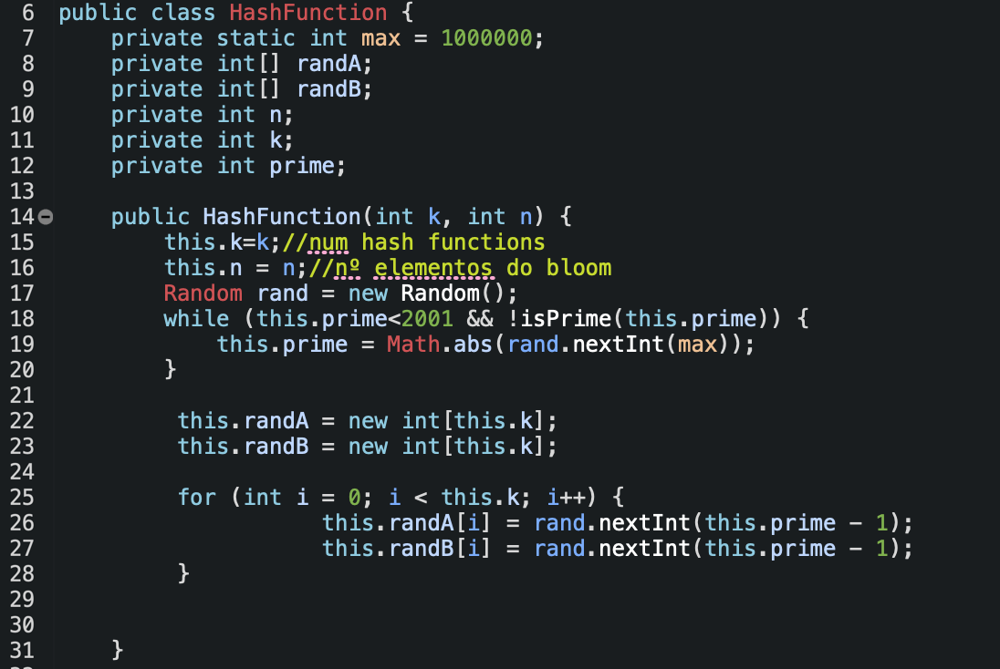 6 public class HashFunction {
7 private static int max = 1000000;
8 private int[] randA;
9 private int[] randB;
10 private int n;
11 private int k;
12 private int prime;
13
14 public HashFunction(int k, int n) {
15 this.k=k;//num hash functions
16 this.n = n;//nº elementos do bloom
17 Random rand = new Random();
18 while (this.prime<2001 && !isPrime(this.prime)) {
19 this.prime = Math.abs(rand.nextInt(max));
20 }
21
22 this.randA = new int[this.k];
23 this.randB = new int[this.k];
24
25 for (int i = 0; i < this.k; i++) {
26 this.randA[i] = rand.nextInt(this.prime - 1);
27 this.randB[i] = rand.nextInt(this.prime - 1);
28 }
29
30
31 }